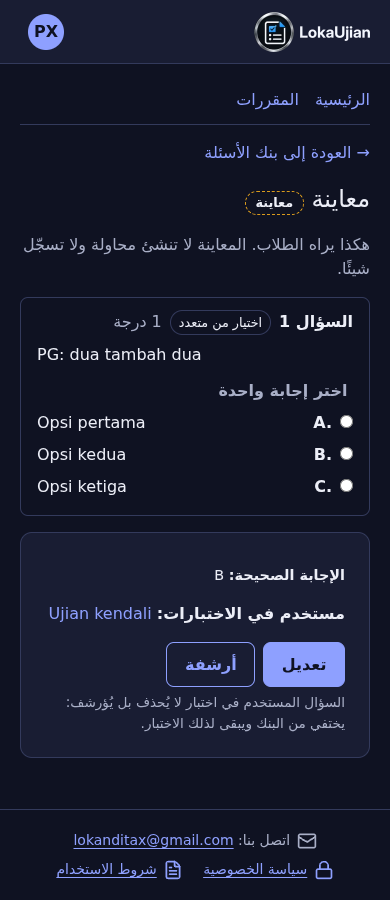 LokaUjian
PX
الرئيسية المقررات
→ العودة إلى بنك الأسئلة
معاينة معاينة
هكذا يراه الطلاب. المعاينة لا تنشئ محاولة ولا تسجّل
شيئًا.
السؤال 1 اختيار من متعدد 1 درجة
PG: dua tambah dua
اختر إجابة واحدة
A. Opsi pertama
B. Opsi kedua
C. Opsi ketiga
الإجابة الصحيحة: B
مستخدم في الاختبارات: Ujian kendali
تعديل أرشفة
السؤال المستخدم في اختبار لا يُحذف بل يُؤرشف:
يختفي من البنك ويبقى لذلك الاختبار.
اتصل بنا: lokanditax@gmail.com
سياسة الخصوصية شروط الاستخدام